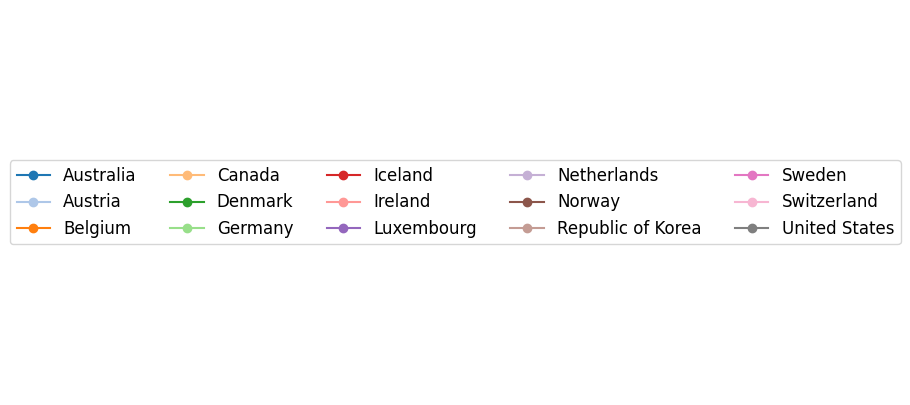 Australia
Austria
Belgium
Canada
Denmark
Germany
Iceland
Ireland
Luxembourg
Netherlands
Norway
Republic of Korea
Sweden
Switzerland
United States